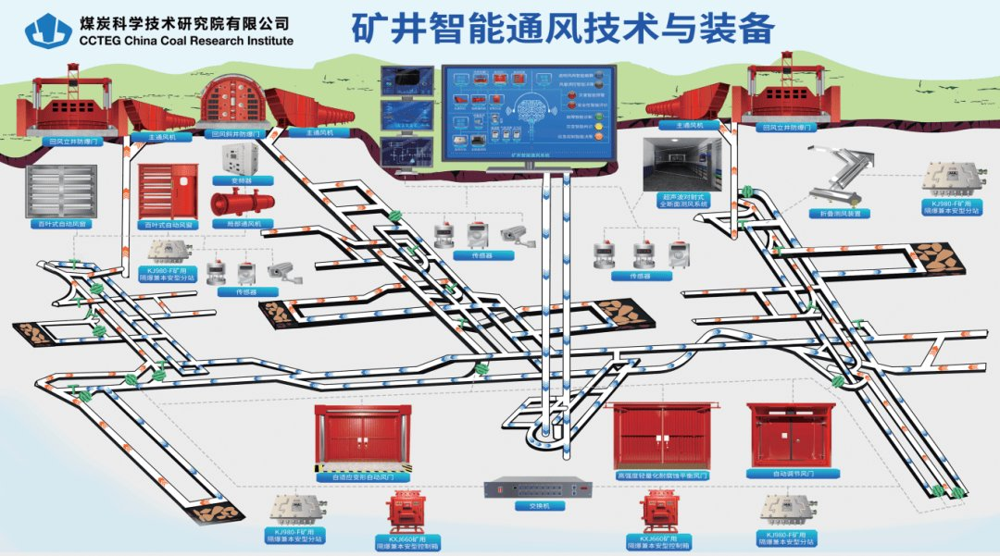 煤炭科学技术研究院有限公司
CCTEG China Coal Research Institute
矿井智能通风技术与装备
回风立井防爆门
主通风机
回风斜井防爆门
主通风机
主通风机
回风立井防爆门
矿井智能通风系统
百叶式自动风窗
百叶式自动风窗
变频器
局部通风机
KJ980-F矿用
隔爆兼本安型分站
传感器
传感器
传感器
超声波对射式
全断面测风系统
折叠测风装置
KJ980-F矿用
隔爆兼本安型分站
自动应变形自动风门
高强度轻量化耐腐蚀平衡风门
自动调节风门
交换机
KJ980-F矿用
隔爆兼本安型分站
KXJ660矿用
隔爆兼本安型控制箱
KXJ660矿用
隔爆兼本安型控制箱
KJ980-F矿用
隔爆兼本安型分站